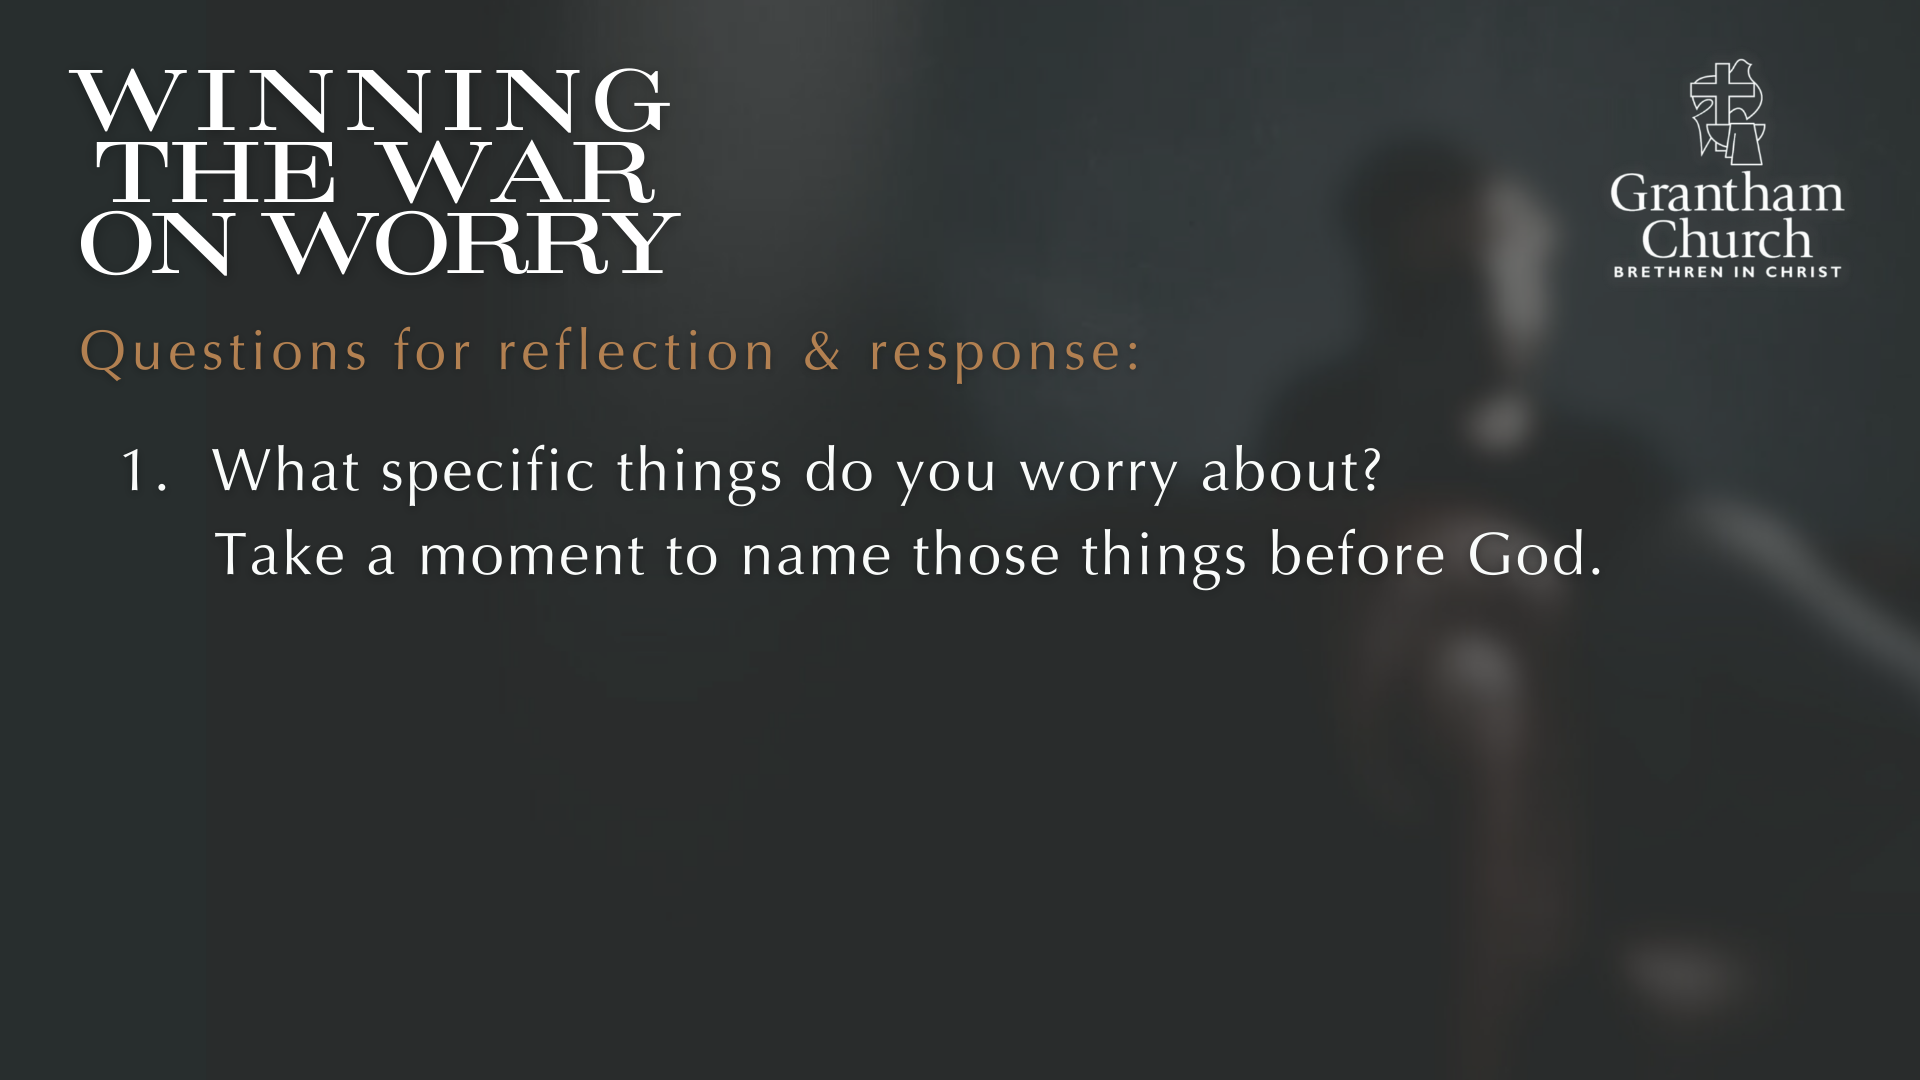 WINNING
THE WAR
ON WORRY
Grantham
Church
BRETHREN IN CHRIST
Questions for reflection & response:
1. What specific things do you worry about?
Take a moment to name those things before God.